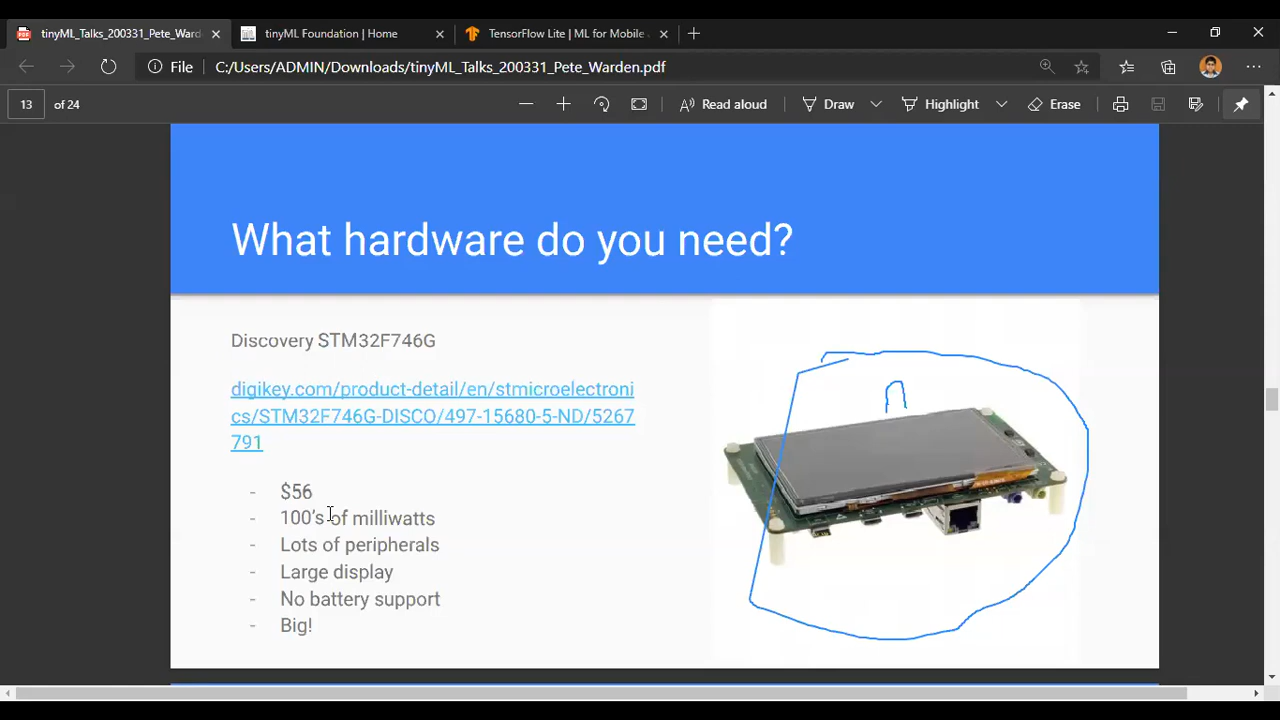 tinyML_Talks_200331_Pete_Ward
tinyML Foundation | Home
TensorFlow Lite | ML for Mobile
File
C:/Users/ADMIN/Downloads/tinyML_Talks_200331_Pete_Warden.pdf
13 of 24
Read aloud
Draw
Highlight
Erase
What hardware do you need?
Discovery STM32F746G
digikey.com/product-detail/en/stmicroelectroni
cs/STM32F746G-DISCO/497-15680-5-ND/5267
791
- $56
- 100's of milliwatts
- Lots of peripherals
- Large display
- No battery support
- Big!